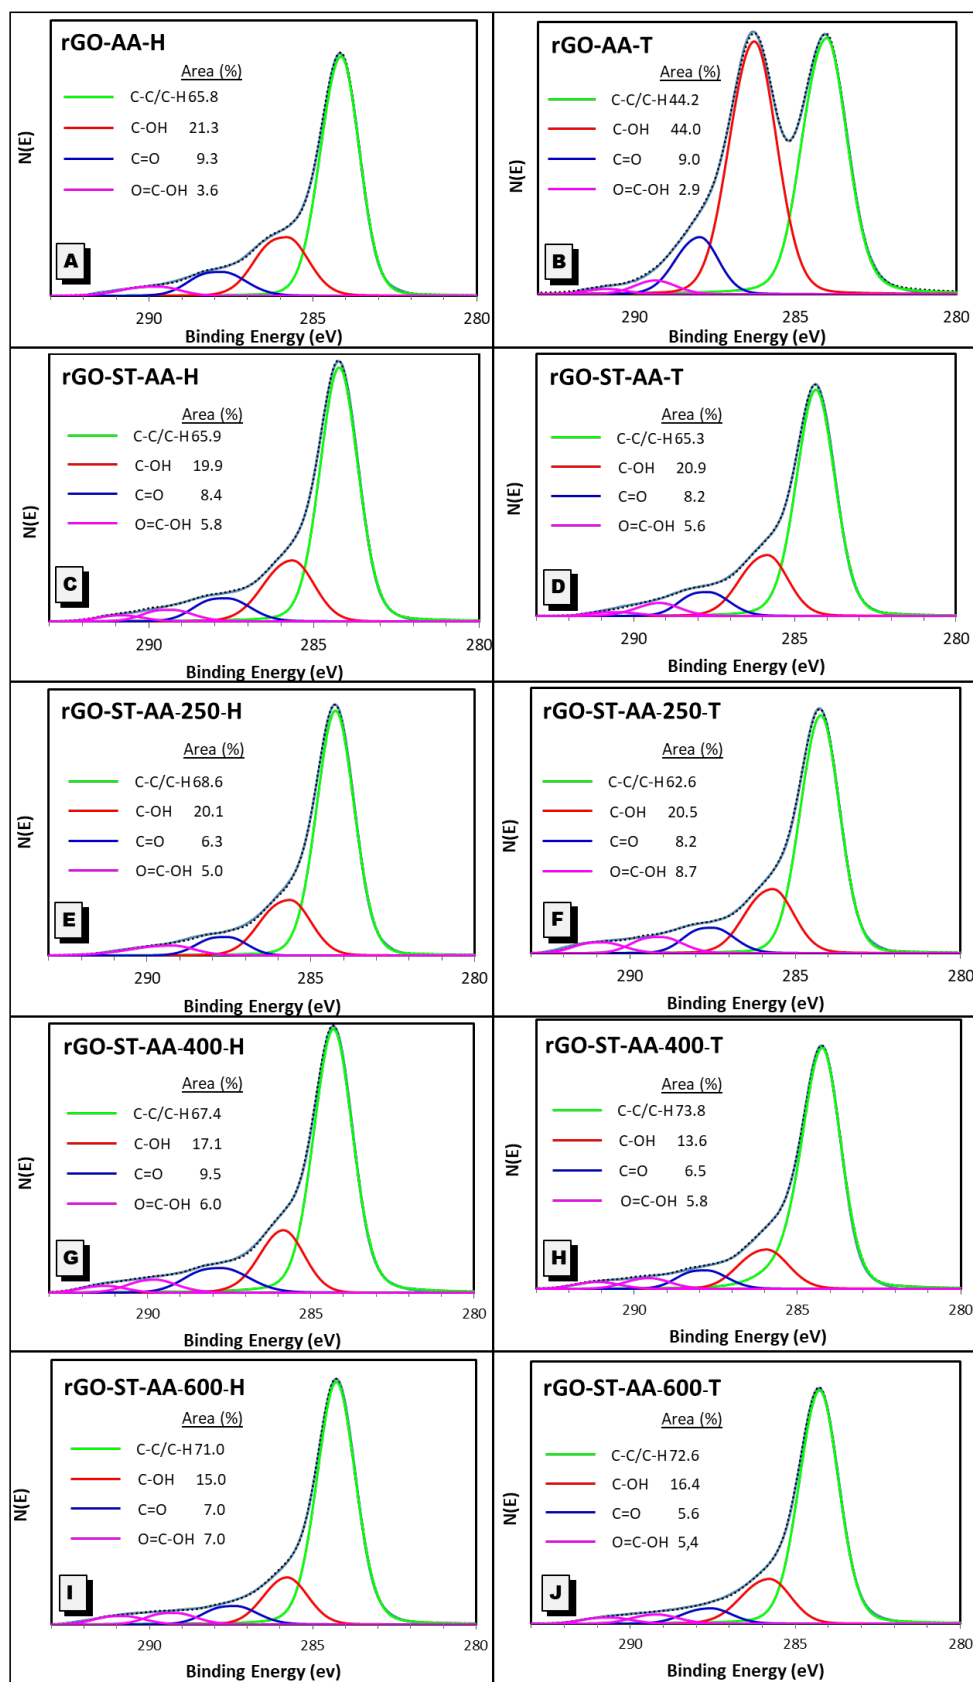 rGO-AA-H
Area (%)
C-C/C-H 65.8
C-OH 21.3
C=O 9.3
O=C-OH 3.6
N(E)
A
290 285 280
Binding Energy (eV)
rGO-AA-T
Area (%)
C-C/C-H 44.2
C-OH 44.0
C=O 9.0
O=C-OH 2.9
N(E)
B
290 285 280
Binding Energy (eV)
rGO-ST-AA-H
Area (%)
C-C/C-H 65.9
C-OH 19.9
C=O 8.4
O=C-OH 5.8
N(E)
C
290 285 280
Binding Energy (eV)
rGO-ST-AA-T
Area (%)
C-C/C-H 65.3
C-OH 20.9
C=O 8.2
O=C-OH 5.6
N(E)
D
290 285 280
Binding Energy (eV)
rGO-ST-AA-250-H
Area (%)
C-C/C-H 68.6
C-OH 20.1
C=O 6.3
O=C-OH 5.0
N(E)
E
290 285 280
Binding Energy (eV)
rGO-ST-AA-250-T
Area (%)
C-C/C-H 62.6
C-OH 20.5
C=O 8.2
O=C-OH 8.7
N(E)
F
290 285 280
Binding Energy (eV)
rGO-ST-AA-400-H
Area (%)
C-C/C-H 67.4
C-OH 17.1
C=O 9.5
O=C-OH 6.0
N(E)
G
290 285 280
Binding Energy (eV)
rGO-ST-AA-400-T
Area (%)
C-C/C-H 73.8
C-OH 13.6
C=O 6.5
O=C-OH 5.8
N(E)
H
290 285 280
Binding Energy (eV)
rGO-ST-AA-600-H
Area (%)
C-C/C-H 71.0
C-OH 15.0
C=O 7.0
O=C-OH 7.0
N(E)
I
290 285 280
Binding Energy (ev)
rGO-ST-AA-600-T
Area (%)
C-C/C-H 72.6
C-OH 16.4
C=O 5.6
O=C-OH 5,4
N(E)
J
290 285 280
Binding Energy (eV)